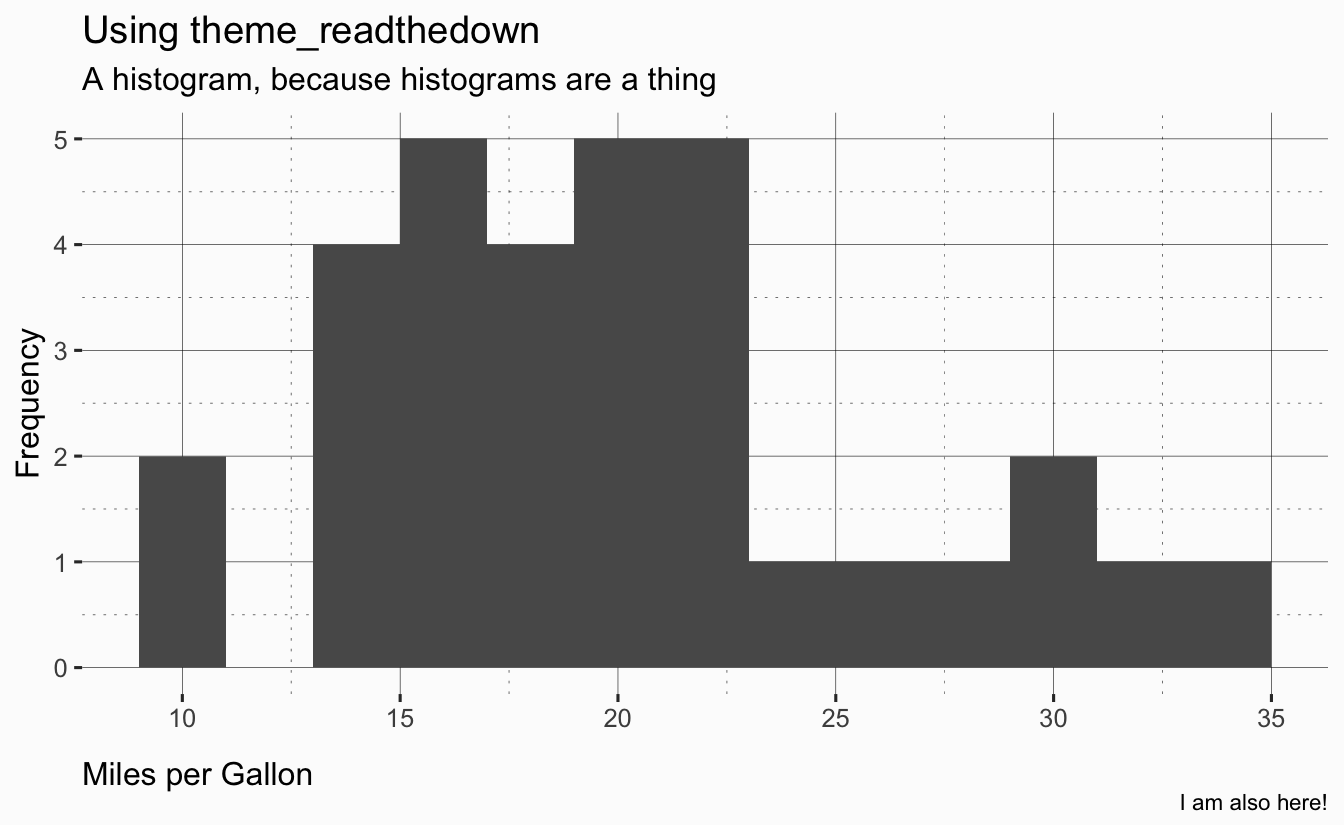 Using theme_readthedown
A histogram, because histograms are a thing
Frequency
5
4
3
2
1
0
10 15 20 25 30 35
Miles per Gallon
I am also here!